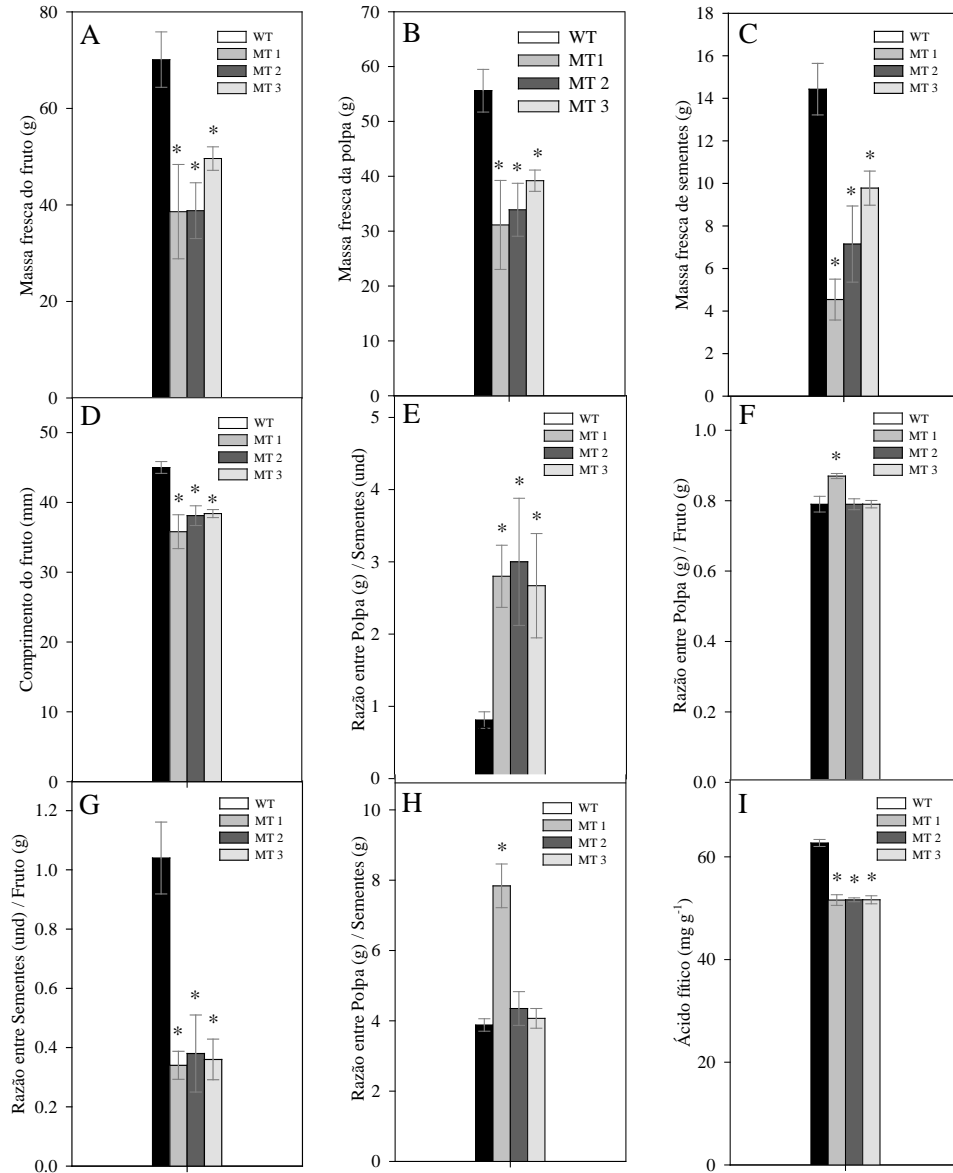 A
Massa fresca do fruto (g)
80
60
40
20
0
WT
MT 1
MT 2
MT 3
*
*
*
B
Massa fresca da polpa (g)
70
60
50
40
30
20
10
0
WT
MT1
MT 2
MT 3
*
*
*
C
Massa fresca de sementes (g)
18
16
14
12
10
8
6
4
2
0
WT
MT 1
MT 2
MT 3
*
*
*
D
Comprimento do fruto (mm)
50
40
30
20
10
0
WT
MT 1
MT 2
MT 3
*
*
*
E
Razão entre Polpa (g) / Sementes (und)
5
4
3
2
1
0
WT
MT 1
MT 2
MT 3
*
*
*
F
Razão entre Polpa (g) / Fruto (g)
1.0
0.8
0.6
0.4
0.2
0.0
WT
MT 1
MT 2
MT 3
*
G
Razão entre Sementes (und) / Fruto (g)
1.2
1.0
0.8
0.6
0.4
0.2
0.0
WT
MT 1
MT 2
MT 3
*
*
*
H
Razão entre Polpa (g) / Sementes (g)
10
8
6
4
2
0
WT
MT 1
MT 2
MT 3
*
I
Ácido fítico (mg g⁻¹)
60
40
20
0
WT
MT 1
MT 2
MT 3
*
*
*